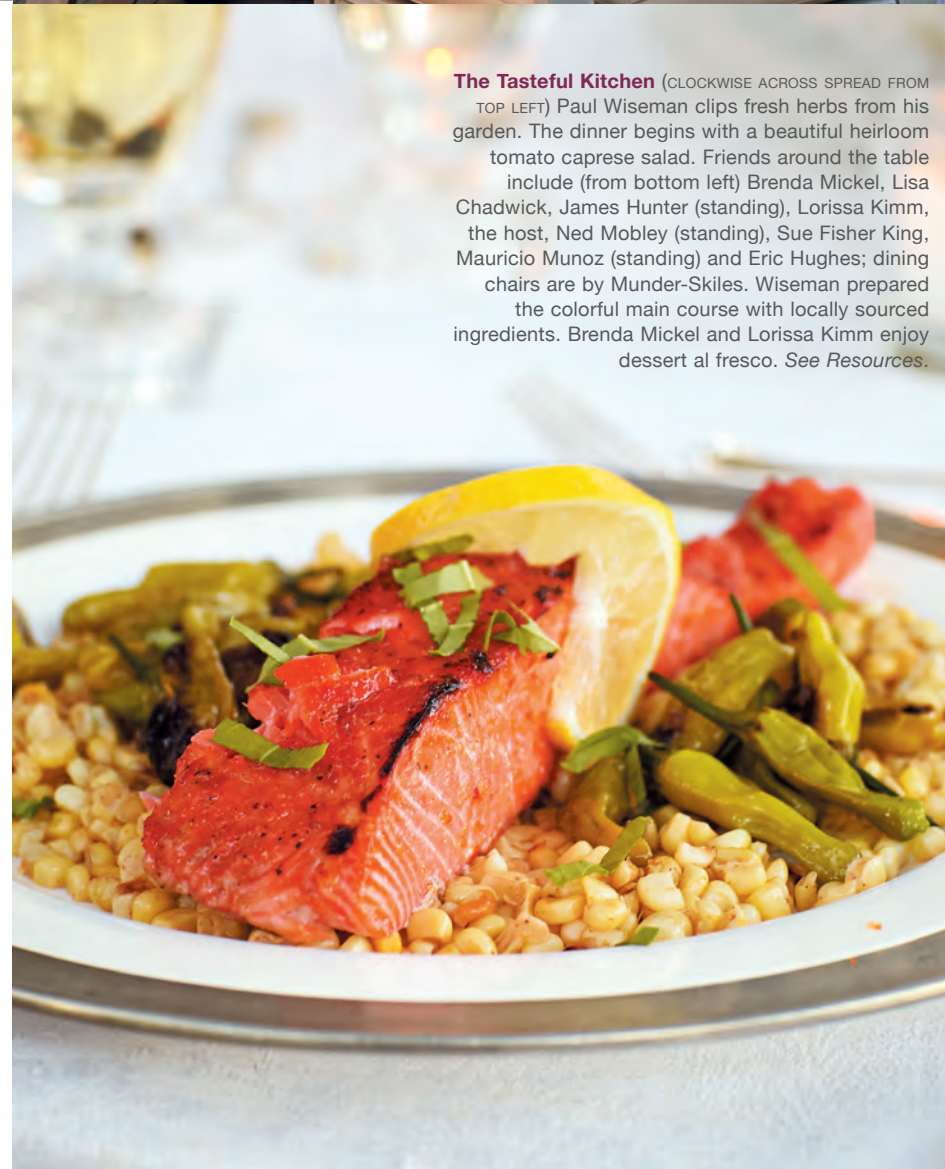 The Tasteful Kitchen (CLOCKWISE ACROSS SPREAD FROM
TOP LEFT) Paul Wiseman clips fresh herbs from his
garden. The dinner begins with a beautiful heirloom
tomato caprese salad. Friends around the table
include (from bottom left) Brenda Mickel, Lisa
Chadwick, James Hunter (standing), Lorissa Kimm,
the host, Ned Mobley (standing), Sue Fisher King,
Mauricio Munoz (standing) and Eric Hughes; dining
chairs are by Munder-Skiles. Wiseman prepared
the colorful main course with locally sourced
ingredients. Brenda Mickel and Lorissa Kimm enjoy
dessert al fresco. See Resources.